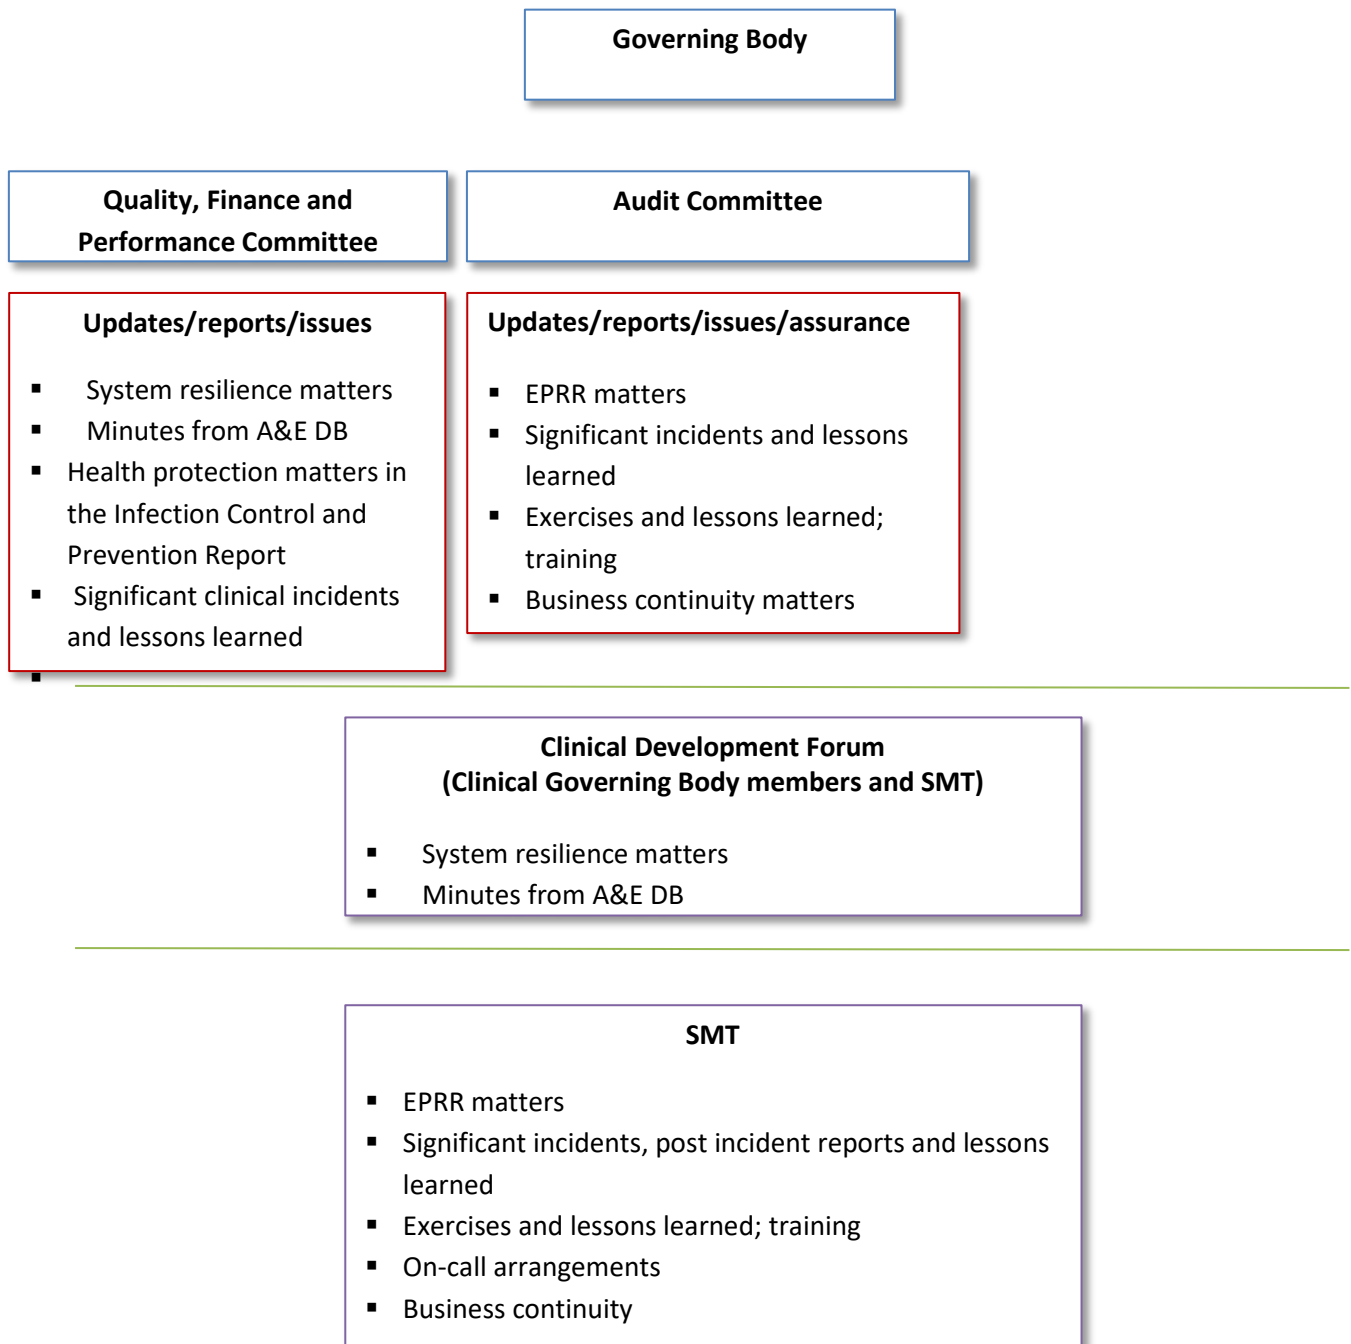 Governing Body
Quality, Finance and
Performance Committee
Audit Committee
Updates/reports/issues
▪ System resilience matters
▪ Minutes from A&E DB
▪ Health protection matters in
the Infection Control and
Prevention Report
▪ Significant clinical incidents
and lessons learned
▪
Updates/reports/issues/assurance
▪ EPRR matters
▪ Significant incidents and lessons
learned
▪ Exercises and lessons learned;
training
▪ Business continuity matters
Clinical Development Forum
(Clinical Governing Body members and SMT)
▪ System resilience matters
▪ Minutes from A&E DB
SMT
▪ EPRR matters
▪ Significant incidents, post incident reports and lessons
learned
▪ Exercises and lessons learned; training
▪ On-call arrangements
▪ Business continuity